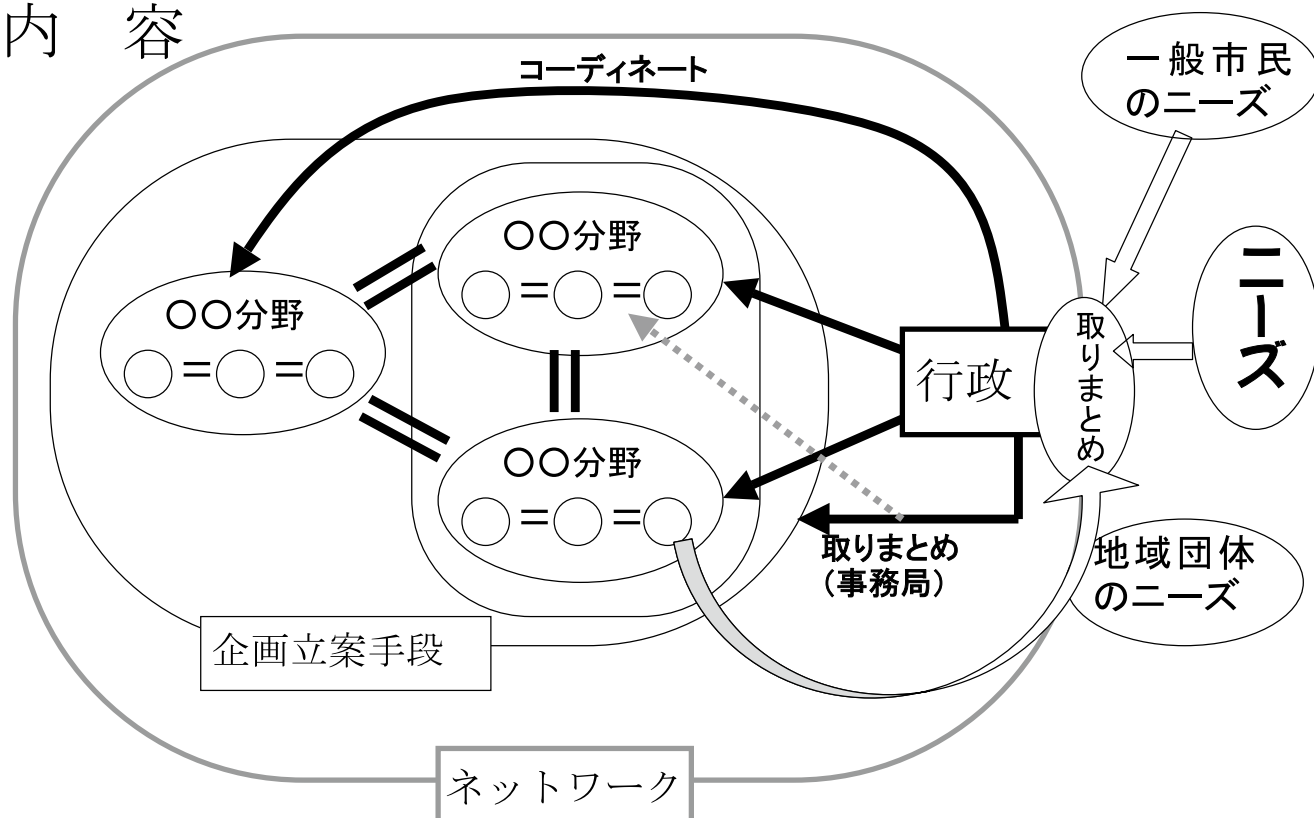 内　容
コーディネート
一般市民
のニーズ
〇〇分野
＝　＝
〇〇分野
＝　＝
〇〇分野
＝　＝
行政
取りまとめ
ニーズ
取りまとめ
（事務局）
地域団体
のニーズ
企画立案手段
ネットワーク